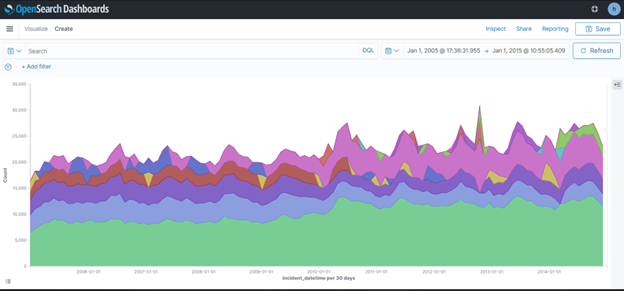 OpenSearch Dashboards
h
Visualize Create
Inspect Share Reporting Save
Search DQL Jan 1, 2005 @ 17:36:31.955 → Jan 1, 2015 @ 10:55:05.409 Refresh
+ Add filter
35,000
30,000
25,000
20,000
15,000
10,000
5,000
0
Count
2006-01-01 2007-01-01 2008-01-01 2009-01-01 2010-01-01 2011-01-01 2012-01-01 2013-01-01 2014-01-01
incident_datetime per 30 days